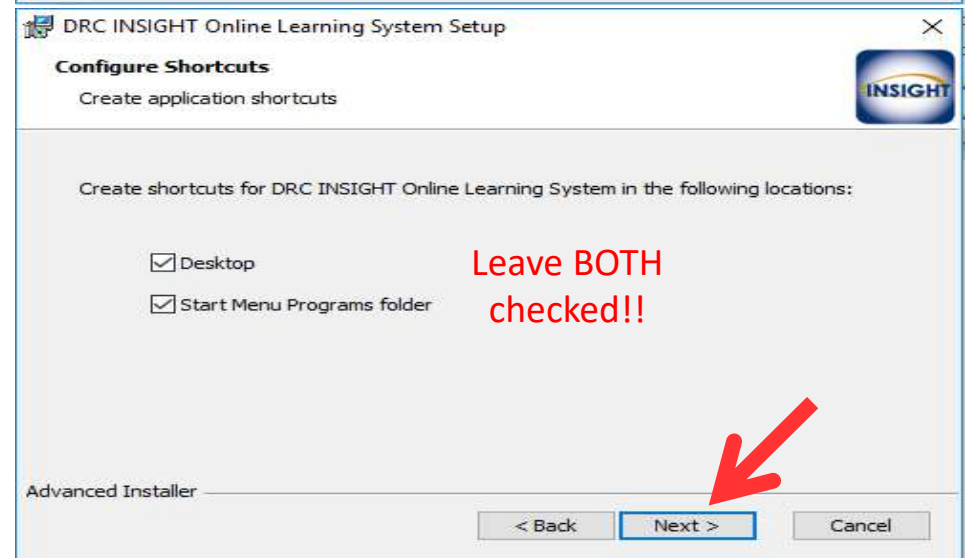 DRC INSIGHT Online Learning System Setup
Configure Shortcuts
Create application shortcuts
INSIGHT
Create shortcuts for DRC INSIGHT Online Learning System in the following locations:
Desktop
Start Menu Programs folder
Leave BOTH
checked!!
Advanced Installer
< Back
Next >
Cancel